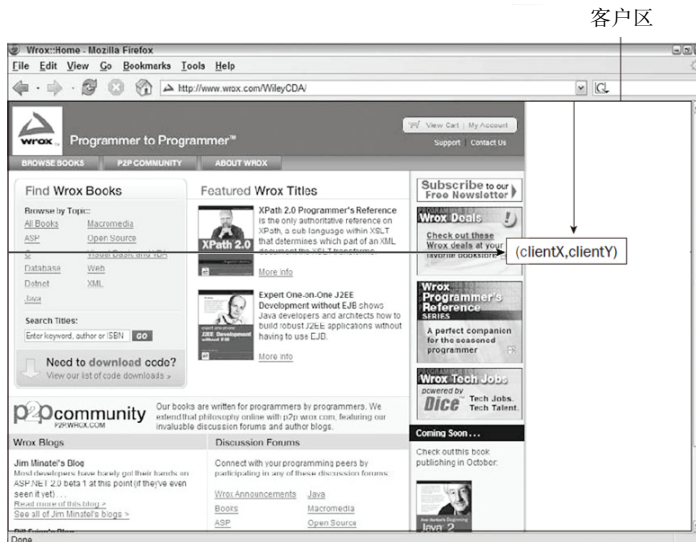 客户区
Wrox::Home - Mozilla Firefox
File Edit View Go Bookmarks Tools Help
http://www.wrox.com/WileyCDA/
G
wrox
Programmer to Programmer™
View Cart | My Account
Support | Contact Us
BROWSE BOOKS P2P COMMUNITY ABOUT WROX
Find Wrox Books
Browse by Topic:
All Books Macromedia
ASP Open Source
Database Web
Dotnet XML
Java
Search Titles:
Enter keyword, author or ISBN GO
Need to download code?
View our list of code downloads »
Featured Wrox Titles
XPath 2.0
XPath 2.0 Programmer's Reference
is the only authoritative reference on
XPath, a sub language within XSLT
that determines which part of an XML
document the XSLT transforms.
More info
Expert One-on-One J2EE
Development without EJB shows
Java developers and architects how to
build robust J2EE applications without
having to use EJB.
More info
Subscribe to our
Free Newsletter
Wrox Deals
Check out these
Wrox deals at your
favorite bookstore
(clientX,clientY)
Wrox
Programmer's
Reference
SERIES
A perfect companion
for the seasoned
programmer
Wrox Tech Jobs
powered by
Dice Tech Jobs.
Tech Talent.
p2pcommunity
P2P.WROX.COM
Our books are written for programmers by programmers. We
extend that philosophy online with p2p.wrox.com, featuring our
invaluable discussion forums and author blogs.
Wrox Blogs
Jim Minatel's Blog
Most developers have barely got their hands on
ASP.NET 2.0 beta 1 at this point (if they've even
seen it yet) . . .
Read more of this blog »
See all of Jim Minatel's blogs »
Discussion Forums
Connect with your programming peers by
participating in any of these discussion forums:
Wrox Announcements Java
Books Macromedia
ASP Open Source
Coming Soon . . .
Check out this book
publishing in October:
Java 2
Done